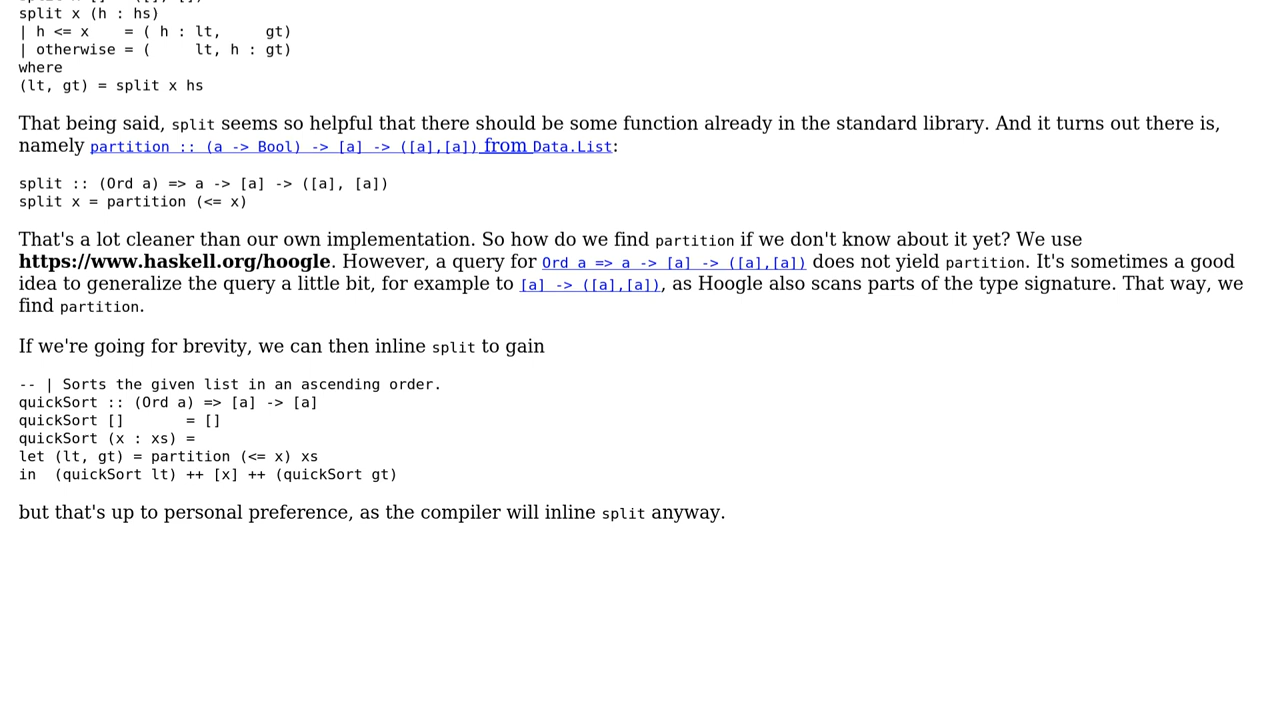 split x (h : hs)
| h <= x    = ( h : lt,     gt)
| otherwise = (     lt, h : gt)
where
(lt, gt) = split x hs
That being said, split seems so helpful that there should be some function already in the standard library. And it turns out there is,
namely partition :: (a -> Bool) -> [a] -> ([a],[a]) from Data.List:
split :: (Ord a) => a -> [a] -> ([a], [a])
split x = partition (<= x)
That's a lot cleaner than our own implementation. So how do we find partition if we don't know about it yet? We use
https://www.haskell.org/hoogle. However, a query for Ord a => a -> [a] -> ([a],[a]) does not yield partition. It's sometimes a good
idea to generalize the query a little bit, for example to [a] -> ([a],[a]), as Hoogle also scans parts of the type signature. That way, we
find partition.
If we're going for brevity, we can then inline split to gain
-- | Sorts the given list in an ascending order.
quickSort :: (Ord a) => [a] -> [a]
quickSort []       = []
quickSort (x : xs) =
let (lt, gt) = partition (<= x) xs
in  (quickSort lt) ++ [x] ++ (quickSort gt)
but that's up to personal preference, as the compiler will inline split anyway.